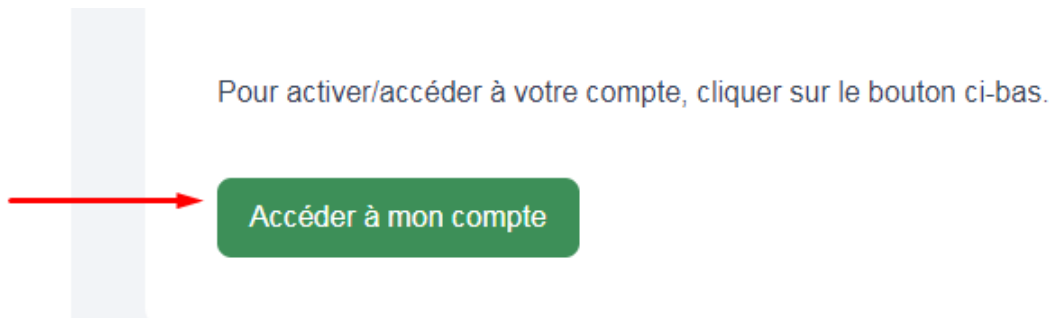 Pour activer/accéder à votre compte, cliquer sur le bouton ci-bas.
Accéder à mon compte